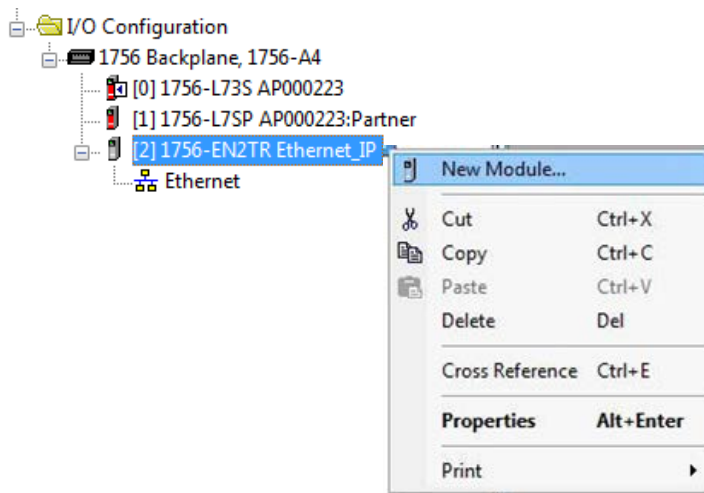 I/O Configuration
1756 Backplane, 1756-A4
[0] 1756-L73S AP000223
[1] 1756-L7SP AP000223:Partner
[2] 1756-EN2TR Ethernet_IP
Ethernet
New Module...
Cut Ctrl+X
Copy Ctrl+C
Paste Ctrl+V
Delete Del
Cross Reference Ctrl+E
Properties Alt+Enter
Print